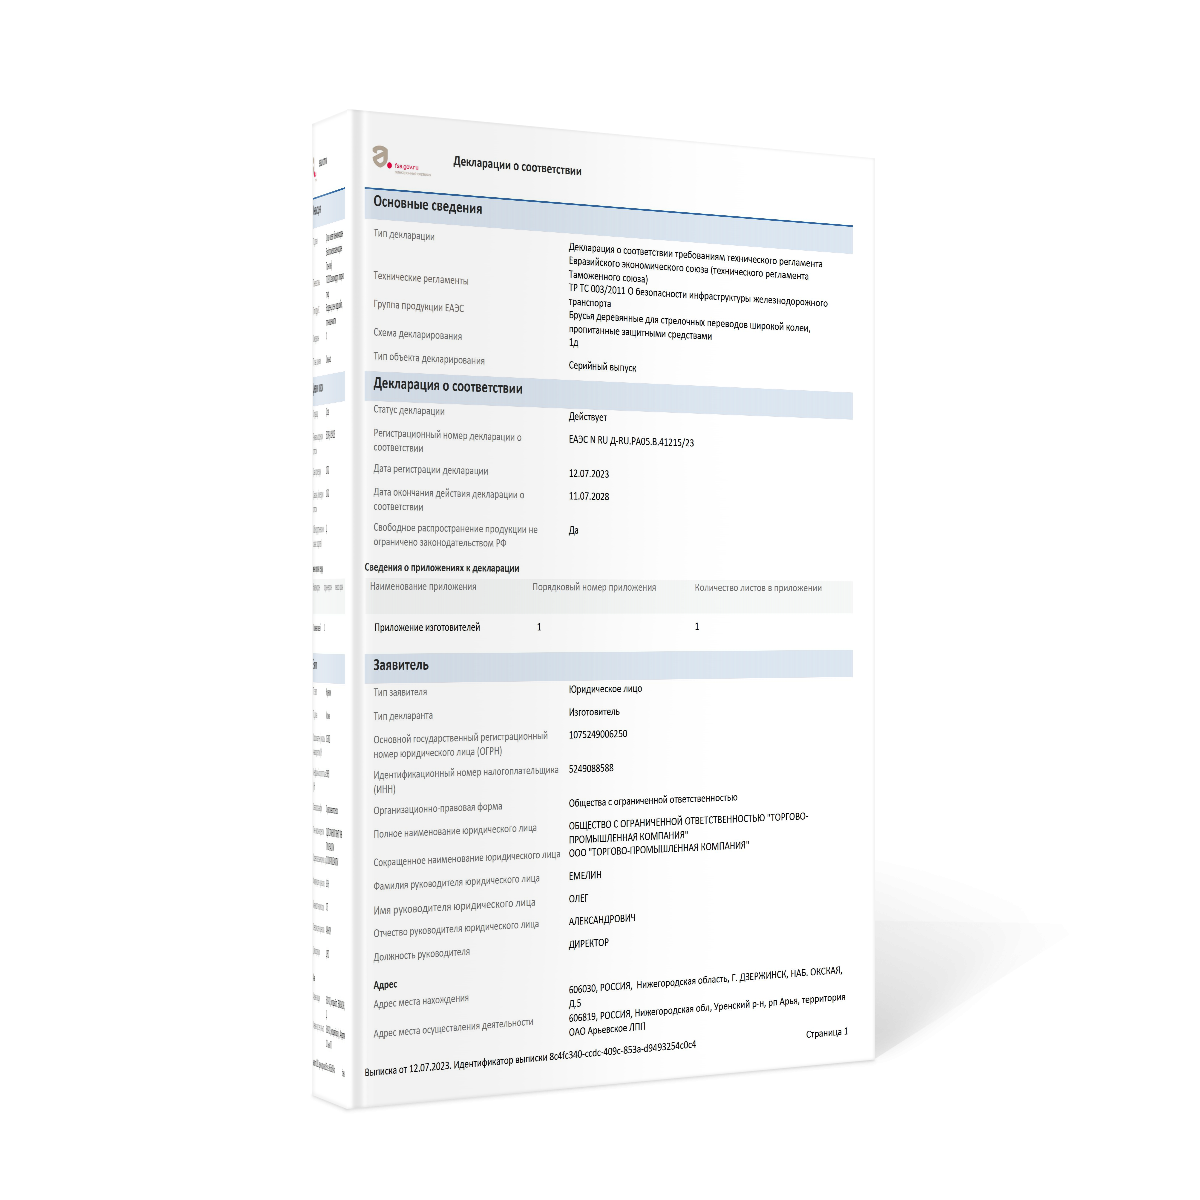 fsa.gov.ru
Декларации о соответствии
Основные сведения
Тип декларации
Декларация о соответствии требованиям технического регламента
Евразийского экономического союза (технического регламента
Таможенного союза)
Технические регламенты
ТР ТС 003/2011 О безопасности инфраструктуры железнодорожного
транспорта
Группа продукции ЕАЭС
Брусья деревянные для стрелочных переводов широкой колеи,
пропитанные защитными средствами
Схема декларирования
1д
Тип объекта декларирования
Серийный выпуск
Декларация о соответствии
Статус декларации
Действует
Регистрационный номер декларации о
соответствии
ЕАЭС N RU Д-RU.РА05.В.41215/23
Дата регистрации декларации
12.07.2023
Дата окончания действия декларации о
соответствии
11.07.2028
Свободное распространение продукции не
ограничено законодательством РФ
Да
Сведения о приложениях к декларации
Наименование приложения Порядковый номер приложения Количество листов в приложении
Приложение изготовителей 1 1
Заявитель
Тип заявителя
Юридическое лицо
Тип декларанта
Изготовитель
Основной государственный регистрационный
номер юридического лица (ОГРН)
1075249006250
Идентификационный номер налогоплательщика
(ИНН)
5249088588
Организационно-правовая форма
Общества с ограниченной ответственностью
Полное наименование юридического лица
ОБЩЕСТВО С ОГРАНИЧЕННОЙ ОТВЕТСТВЕННОСТЬЮ "ТОРГОВО-
ПРОМЫШЛЕННАЯ КОМПАНИЯ"
Сокращенное наименование юридического лица
ООО "ТОРГОВО-ПРОМЫШЛЕННАЯ КОМПАНИЯ"
Фамилия руководителя юридического лица
ЕМЕЛИН
Имя руководителя юридического лица
ОЛЕГ
Отчество руководителя юридического лица
АЛЕКСАНДРОВИЧ
Должность руководителя
ДИРЕКТОР
Адрес
Адрес места нахождения
606030, РОССИЯ, Нижегородская область, Г. ДЗЕРЖИНСК, НАБ. ОКСКАЯ,
Д.5
Адрес места осуществления деятельности
606819, РОССИЯ, Нижегородская обл, Уренский р-н, рп Арья, территория
ОАО Арьевское ЛПП
Выписка от 12.07.2023. Идентификатор выписки 8c4fc340-ccdc-409c-853a-d9493254c0c4
Страница 1